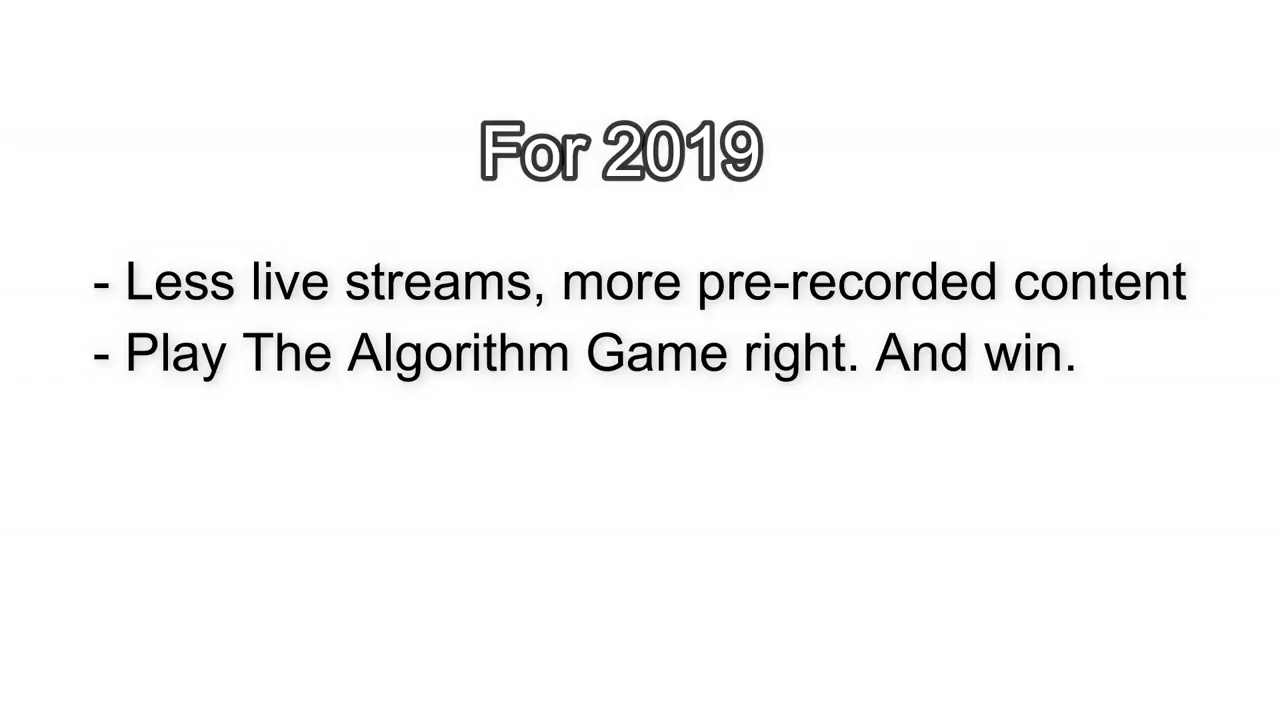 For 2019
- Less live streams, more pre-recorded content
- Play The Algorithm Game right. And win.